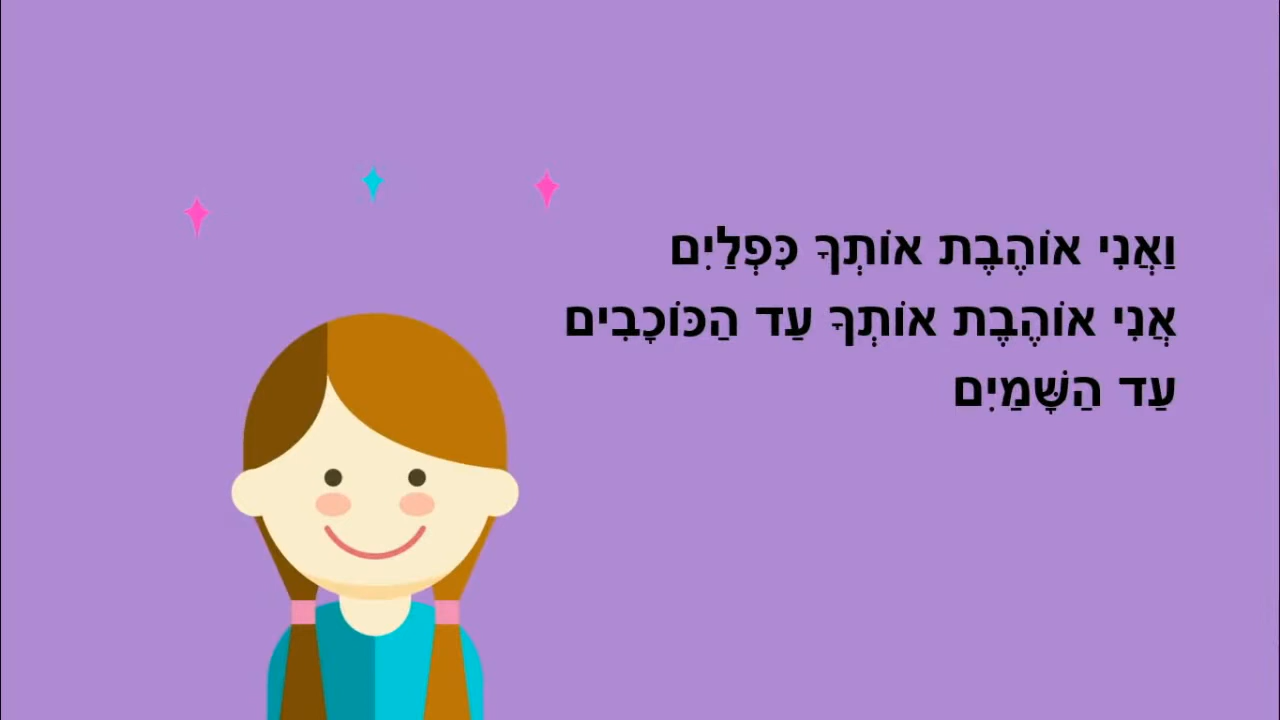 וַאֲנִי אוֹהֶבֶת אוֹתְךָ כִּפְלַיִם
אֲנִי אוֹהֶבֶת אוֹתְךָ עַד הַכּוֹכָבִים
עַד הַשָּׁמַיִם